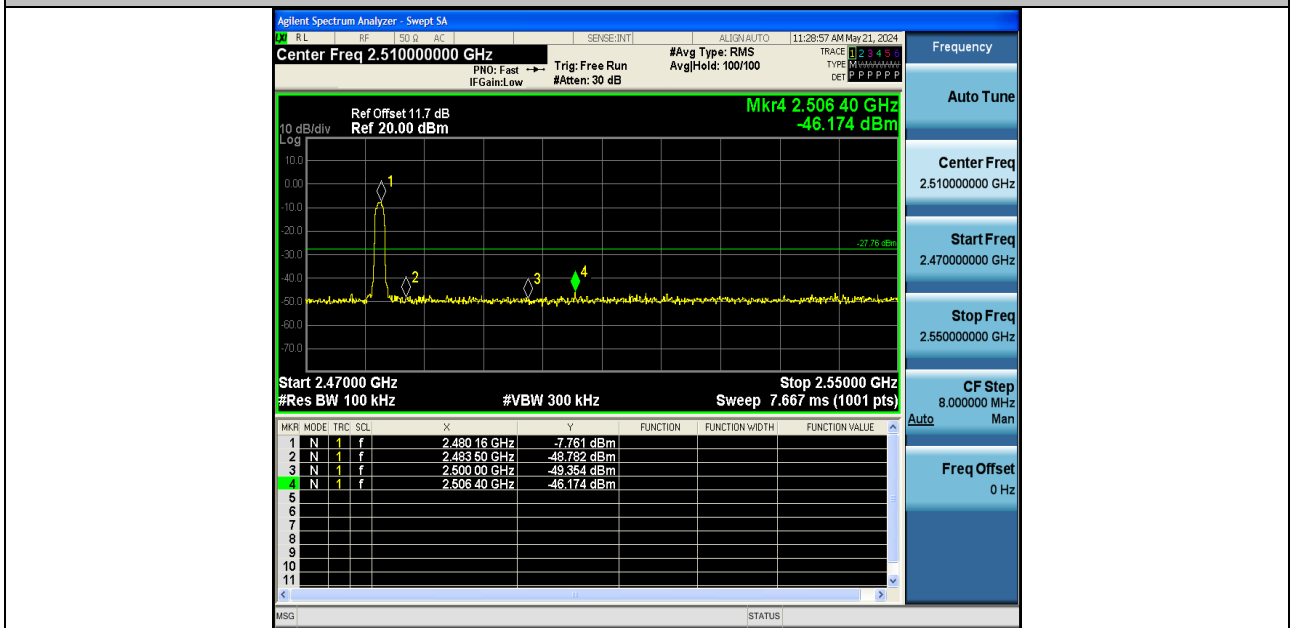 Agilent Spectrum Analyzer - Swept SA
LXI RL RF 50 Ω AC SENSE:INT ALIGN AUTO 11:28:57 AM May 21, 2024
Center Freq 2.510000000 GHz
PNO: Fast
IFGain:Low
Trig: Free Run
#Atten: 30 dB
#Avg Type: RMS
Avg|Hold: 100/100
TRACE 1 2 3 4 5 6
TYPE M W W W W W
DET P P P P P P
Ref Offset 11.7 dB
10 dB/div Ref 20.00 dBm
Log
Mkr4 2.506 40 GHz
-46.174 dBm
10.0
0.00
-10.0
-20.0
-30.0
-40.0
-50.0
-60.0
-70.0
1
2
3
4
-27.76 dBm
Start 2.47000 GHz Stop 2.55000 GHz
#Res BW 100 kHz #VBW 300 kHz Sweep 7.667 ms (1001 pts)
MKR MODE TRC SCL X Y FUNCTION FUNCTION WIDTH FUNCTION VALUE
1 N 1 f 2.480 16 GHz -7.761 dBm
2 N 1 f 2.483 50 GHz -48.782 dBm
3 N 1 f 2.500 00 GHz -49.354 dBm
4 N 1 f 2.506 40 GHz -46.174 dBm
5
6
7
8
9
10
11
MSG STATUS
Frequency
Auto Tune
Center Freq
2.510000000 GHz
Start Freq
2.470000000 GHz
Stop Freq
2.550000000 GHz
CF Step
8.000000 MHz
Auto Man
Freq Offset
0 Hz